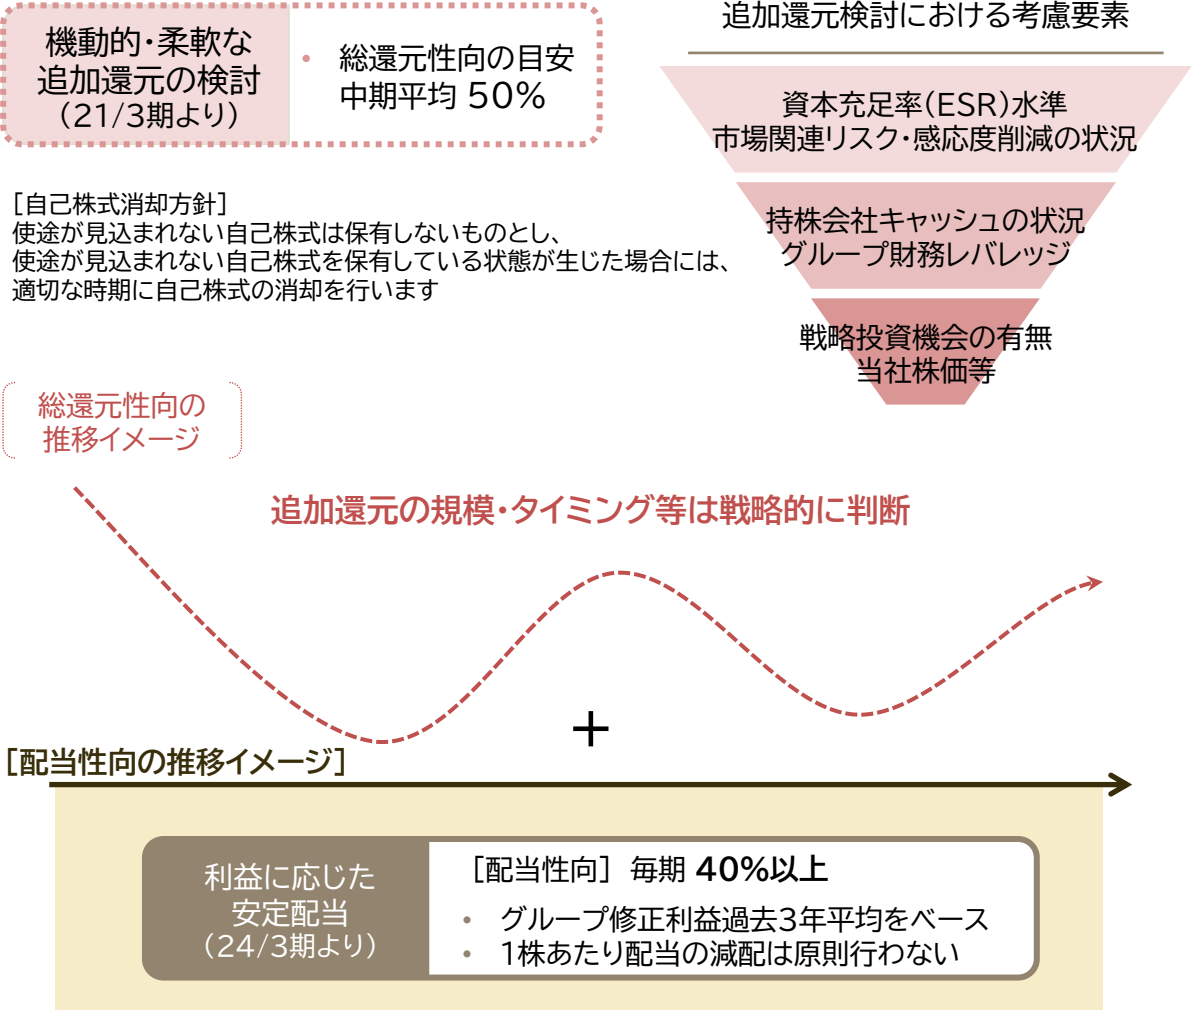 機動的・柔軟な
追加還元の検討
（21/3期より）
• 総還元性向の目安
中期平均 50%
追加還元検討における考慮要素
資本充足率（ESR）水準
市場関連リスク・感応度削減の状況
持株会社キャッシュの状況
グループ財務レバレッジ
戦略投資機会の有無
当社株価等
［自己株式消却方針］
使途が見込まれない自己株式は保有しないものとし、
使途が見込まれない自己株式を保有している状態が生じた場合には、
適切な時期に自己株式の消却を行います
総還元性向の
推移イメージ
追加還元の規模・タイミング等は戦略的に判断
＋
［配当性向の推移イメージ］
利益に応じた
安定配当
（24/3期より）
［配当性向］ 毎期 40%以上
• グループ修正利益過去3年平均をベース
• 1株あたり配当の減配は原則行わない